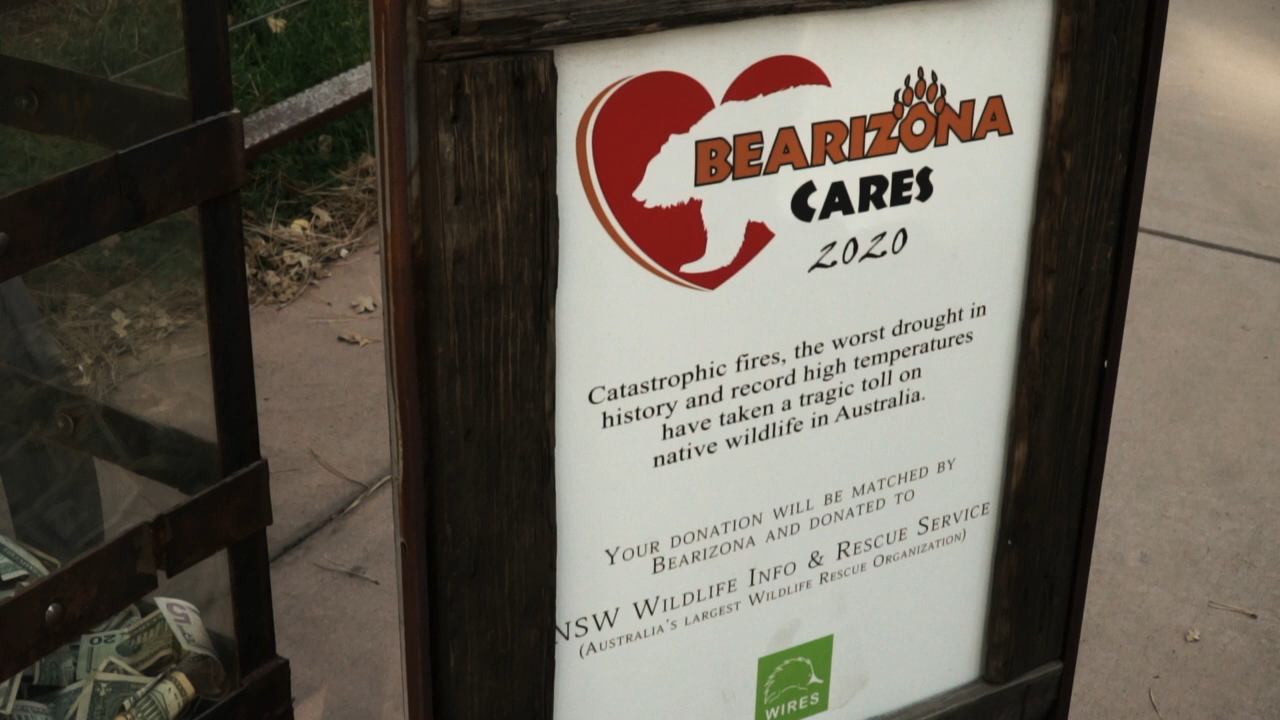 BEARIZONA
CARES
2020
Catastrophic fires, the worst drought in
history and record high temperatures
have taken a tragic toll on
native wildlife in Australia.
YOUR DONATION WILL BE MATCHED BY
BEARIZONA AND DONATED TO
NSW WILDLIFE INFO & RESCUE SERVICE
(AUSTRALIA'S LARGEST WILDLIFE RESCUE ORGANIZATION)
WIRES
20
5